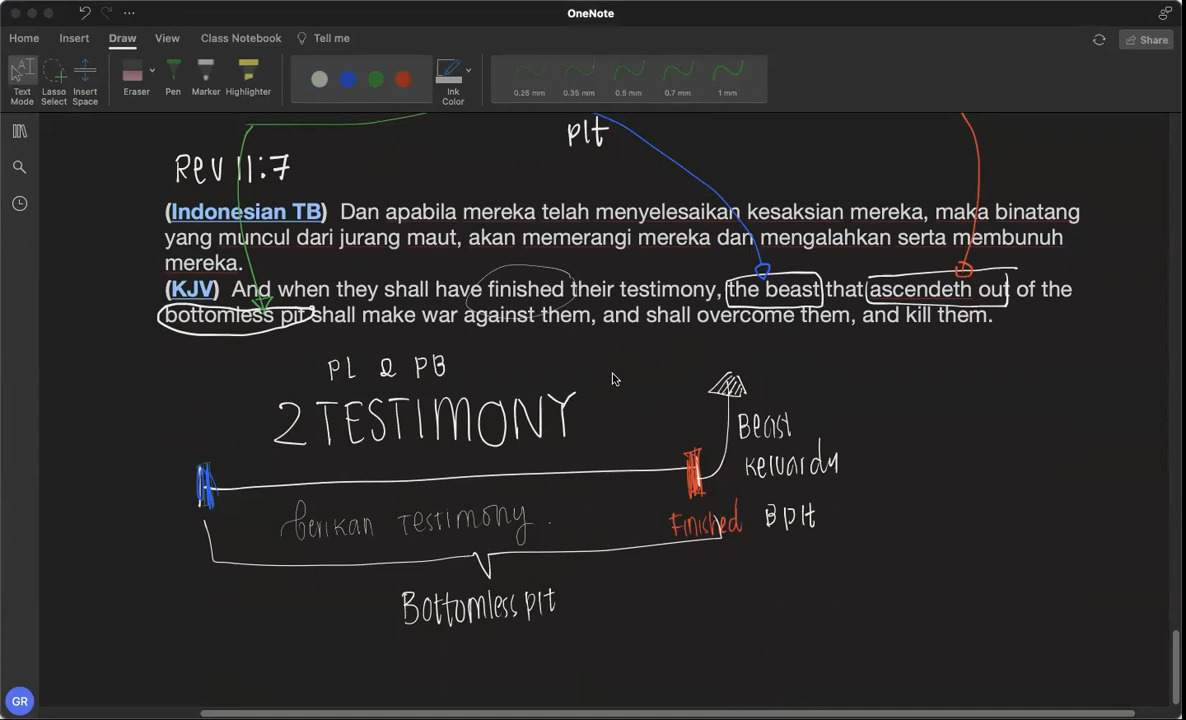 OneNote
Home Insert Draw View Class Notebook Tell me Share
Text Mode Lasso Select Insert Space Eraser Pen Marker Highlighter Ink Color 0.25 mm 0.35 mm 0.5 mm 0.7 mm 1 mm
pit
Rev 11:7
(Indonesian TB) Dan apabila mereka telah menyelesaikan kesaksian mereka, maka binatang
yang muncul dari jurang maut, akan memerangi mereka dan mengalahkan serta membunuh
mereka.
(KJV) And when they shall have finished their testimony, the beast that ascendeth out of the
bottomless pit shall make war against them, and shall overcome them, and kill them.
PL & PB
2 TESTIMONY
Beast
keluar du
berikan TESTIMONY.
Finished B pit
Bottomless pit
GR